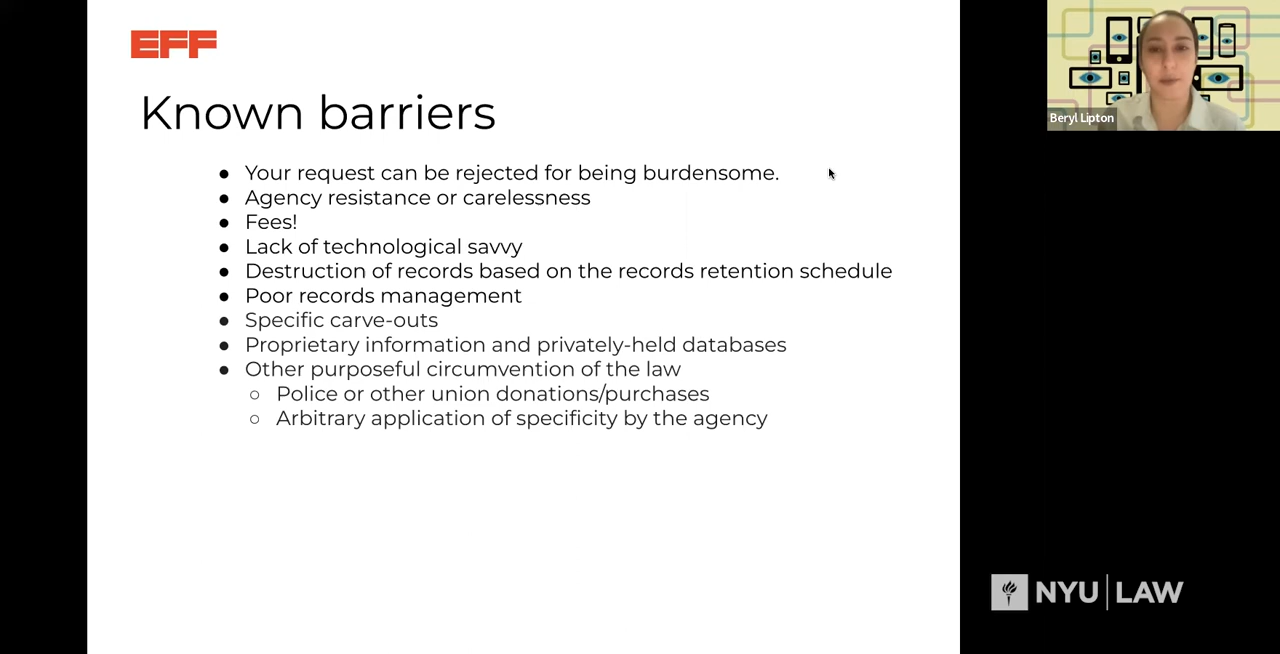 EFF
Known barriers
● Your request can be rejected for being burdensome.
● Agency resistance or carelessness
● Fees!
● Lack of technological savvy
● Destruction of records based on the records retention schedule
● Poor records management
● Specific carve-outs
● Proprietary information and privately-held databases
● Other purposeful circumvention of the law
○ Police or other union donations/purchases
○ Arbitrary application of specificity by the agency
Beryl Lipton
NYU | LAW